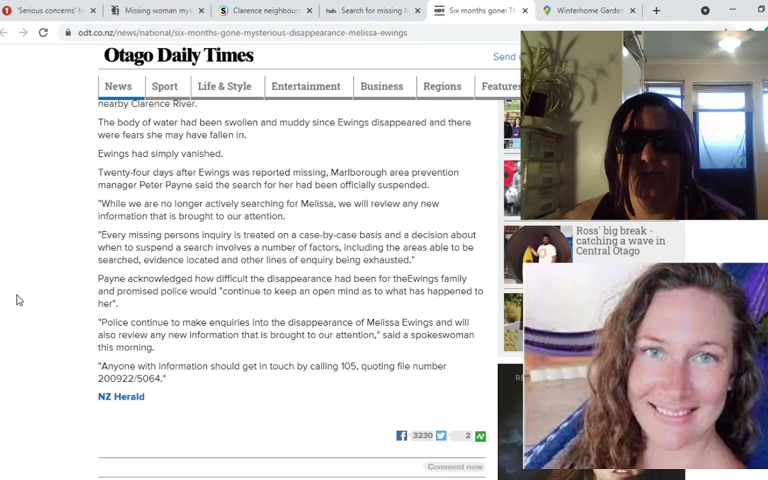 'Serious concerns' fo
Missing woman mys
Clarence neighbour
hub Search for missing f
ODT Six months gone: Th
Winterhome Garden
odt.co.nz/news/national/six-months-gone-mysterious-disappearance-melissa-ewings
Otago Daily Times
Send
News Sport Life & Style Entertainment Business Regions Features
nearby Clarence River.
The body of water had been swollen and muddy since Ewings disappeared and there
were fears she may have fallen in.
Ewings had simply vanished.
Twenty-four days after Ewings was reported missing, Marlborough area prevention
manager Peter Payne said the search for her had been officially suspended.
"While we are no longer actively searching for Melissa, we will review any new
information that is brought to our attention.
"Every missing persons inquiry is treated on a case-by-case basis and a decision about
when to suspend a search involves a number of factors, including the areas able to be
searched, evidence located and other lines of enquiry being exhausted."
Payne acknowledged how difficult the disappearance had been for theEwings family
and promised police would "continue to keep an open mind as to what has happened to
her".
"Police continue to make enquiries into the disappearance of Melissa Ewings and will
also review any new information that is brought to our attention," said a spokeswoman
this morning.
"Anyone with information should get in touch by calling 105, quoting file number
200922/5064."
NZ Herald
3230 2
Comment now
Ross' big break -
catching a wave in
Central Otago
RE